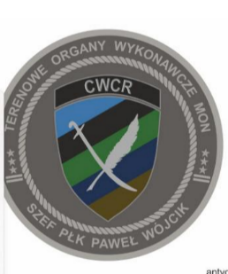 TERENOWE ORGANY WYKONAWCZE MON
CWCR
SZEF PŁK PAWEŁ WÓJCIK